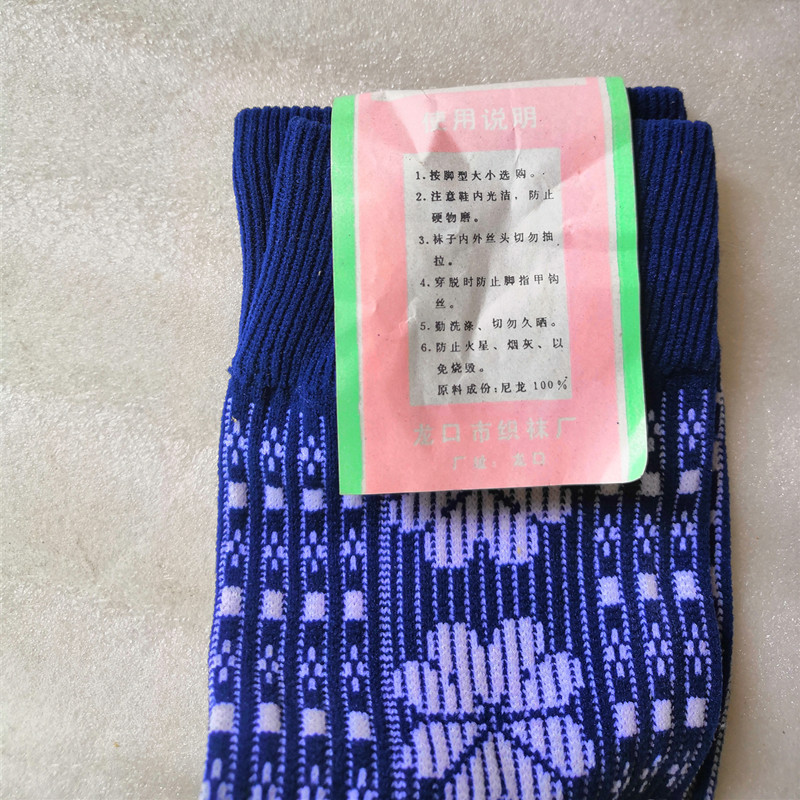 使用说明
1.按脚型大小选购。
2.注意鞋内光洁，防止
硬物磨。
3.袜子内外丝头切勿抽
拉。
4.穿脱时防止脚指甲钩
丝。
5.勤洗涤、切勿久晒。
6.防止火星、烟灰、以
免烧毁。
原料成份:尼龙100%
龙口市织袜厂
厂址：龙口